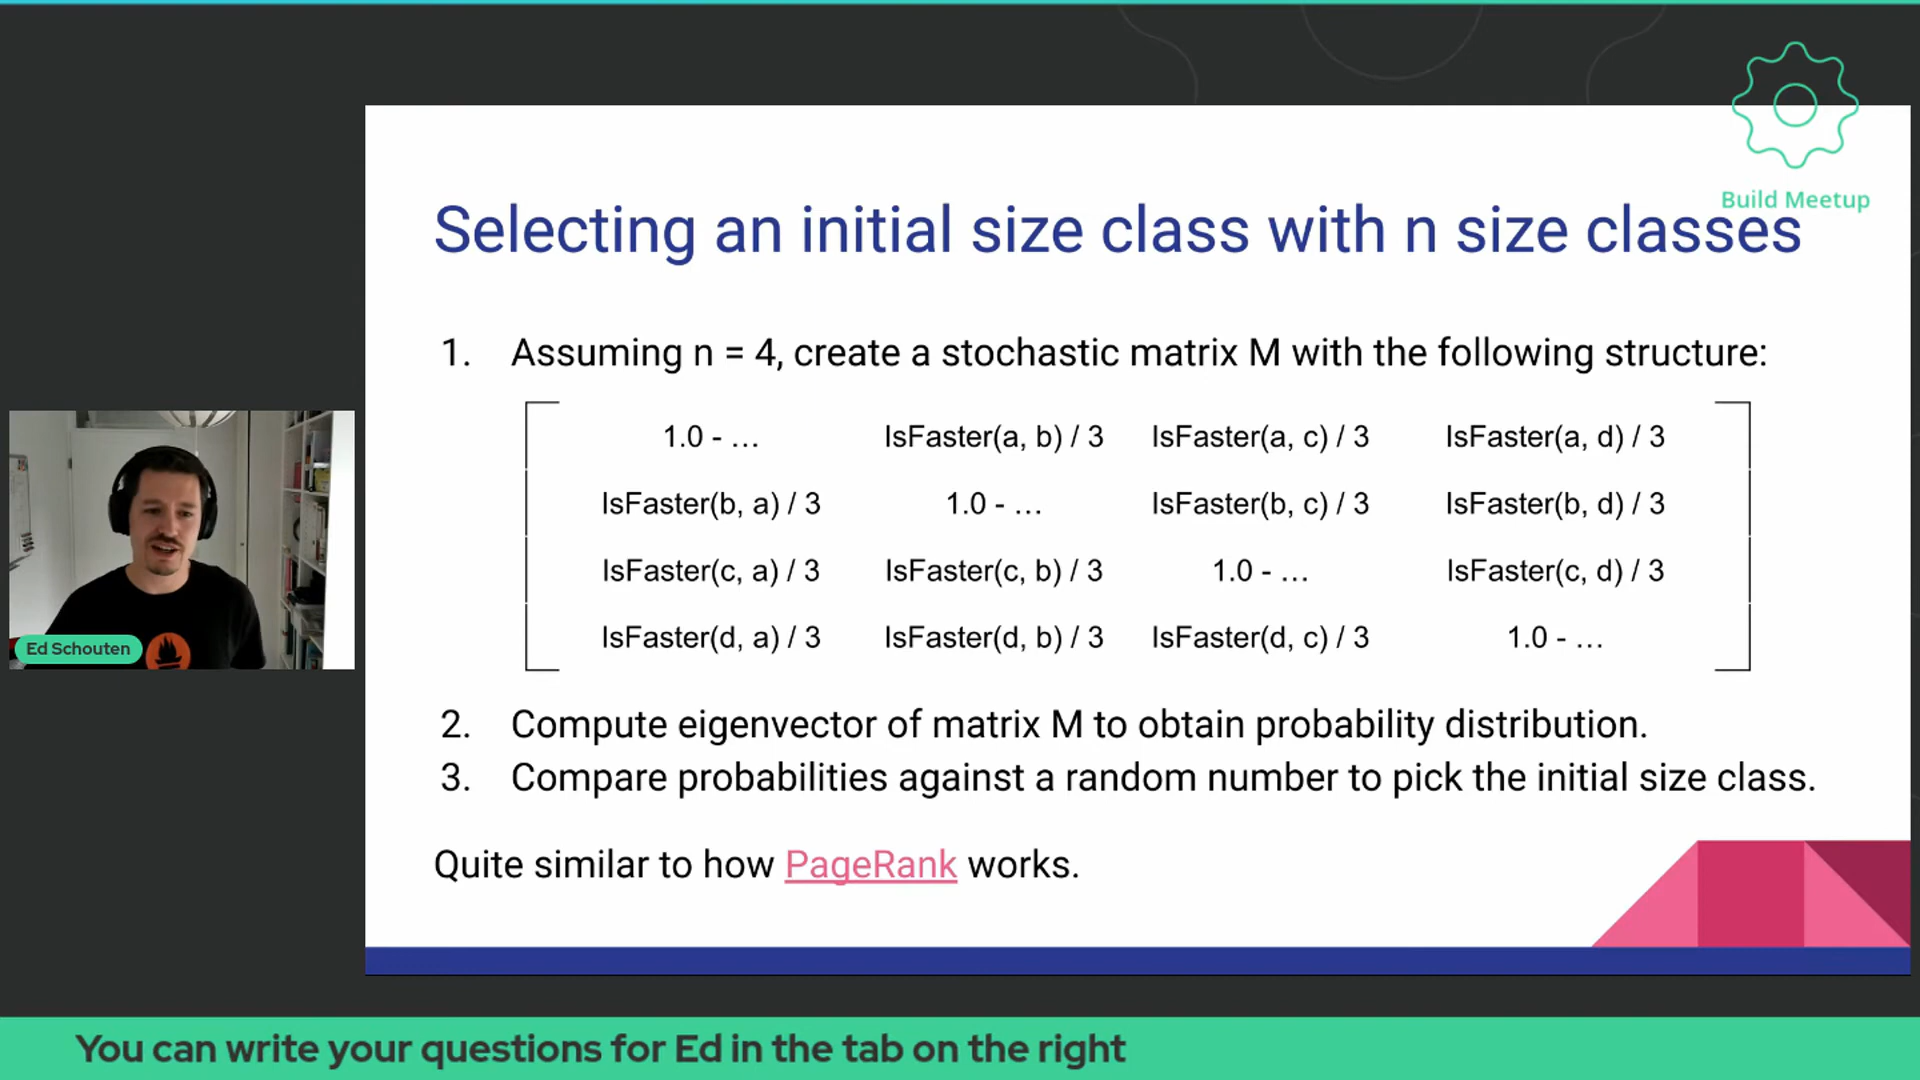 Build Meetup
Selecting an initial size class with n size classes
1. Assuming n = 4, create a stochastic matrix M with the following structure:
1.0 - … IsFaster(a, b) / 3 IsFaster(a, c) / 3 IsFaster(a, d) / 3
IsFaster(b, a) / 3 1.0 - … IsFaster(b, c) / 3 IsFaster(b, d) / 3
IsFaster(c, a) / 3 IsFaster(c, b) / 3 1.0 - … IsFaster(c, d) / 3
IsFaster(d, a) / 3 IsFaster(d, b) / 3 IsFaster(d, c) / 3 1.0 - …
2. Compute eigenvector of matrix M to obtain probability distribution.
3. Compare probabilities against a random number to pick the initial size class.
Quite similar to how PageRank works.
Ed Schouten
You can write your questions for Ed in the tab on the right